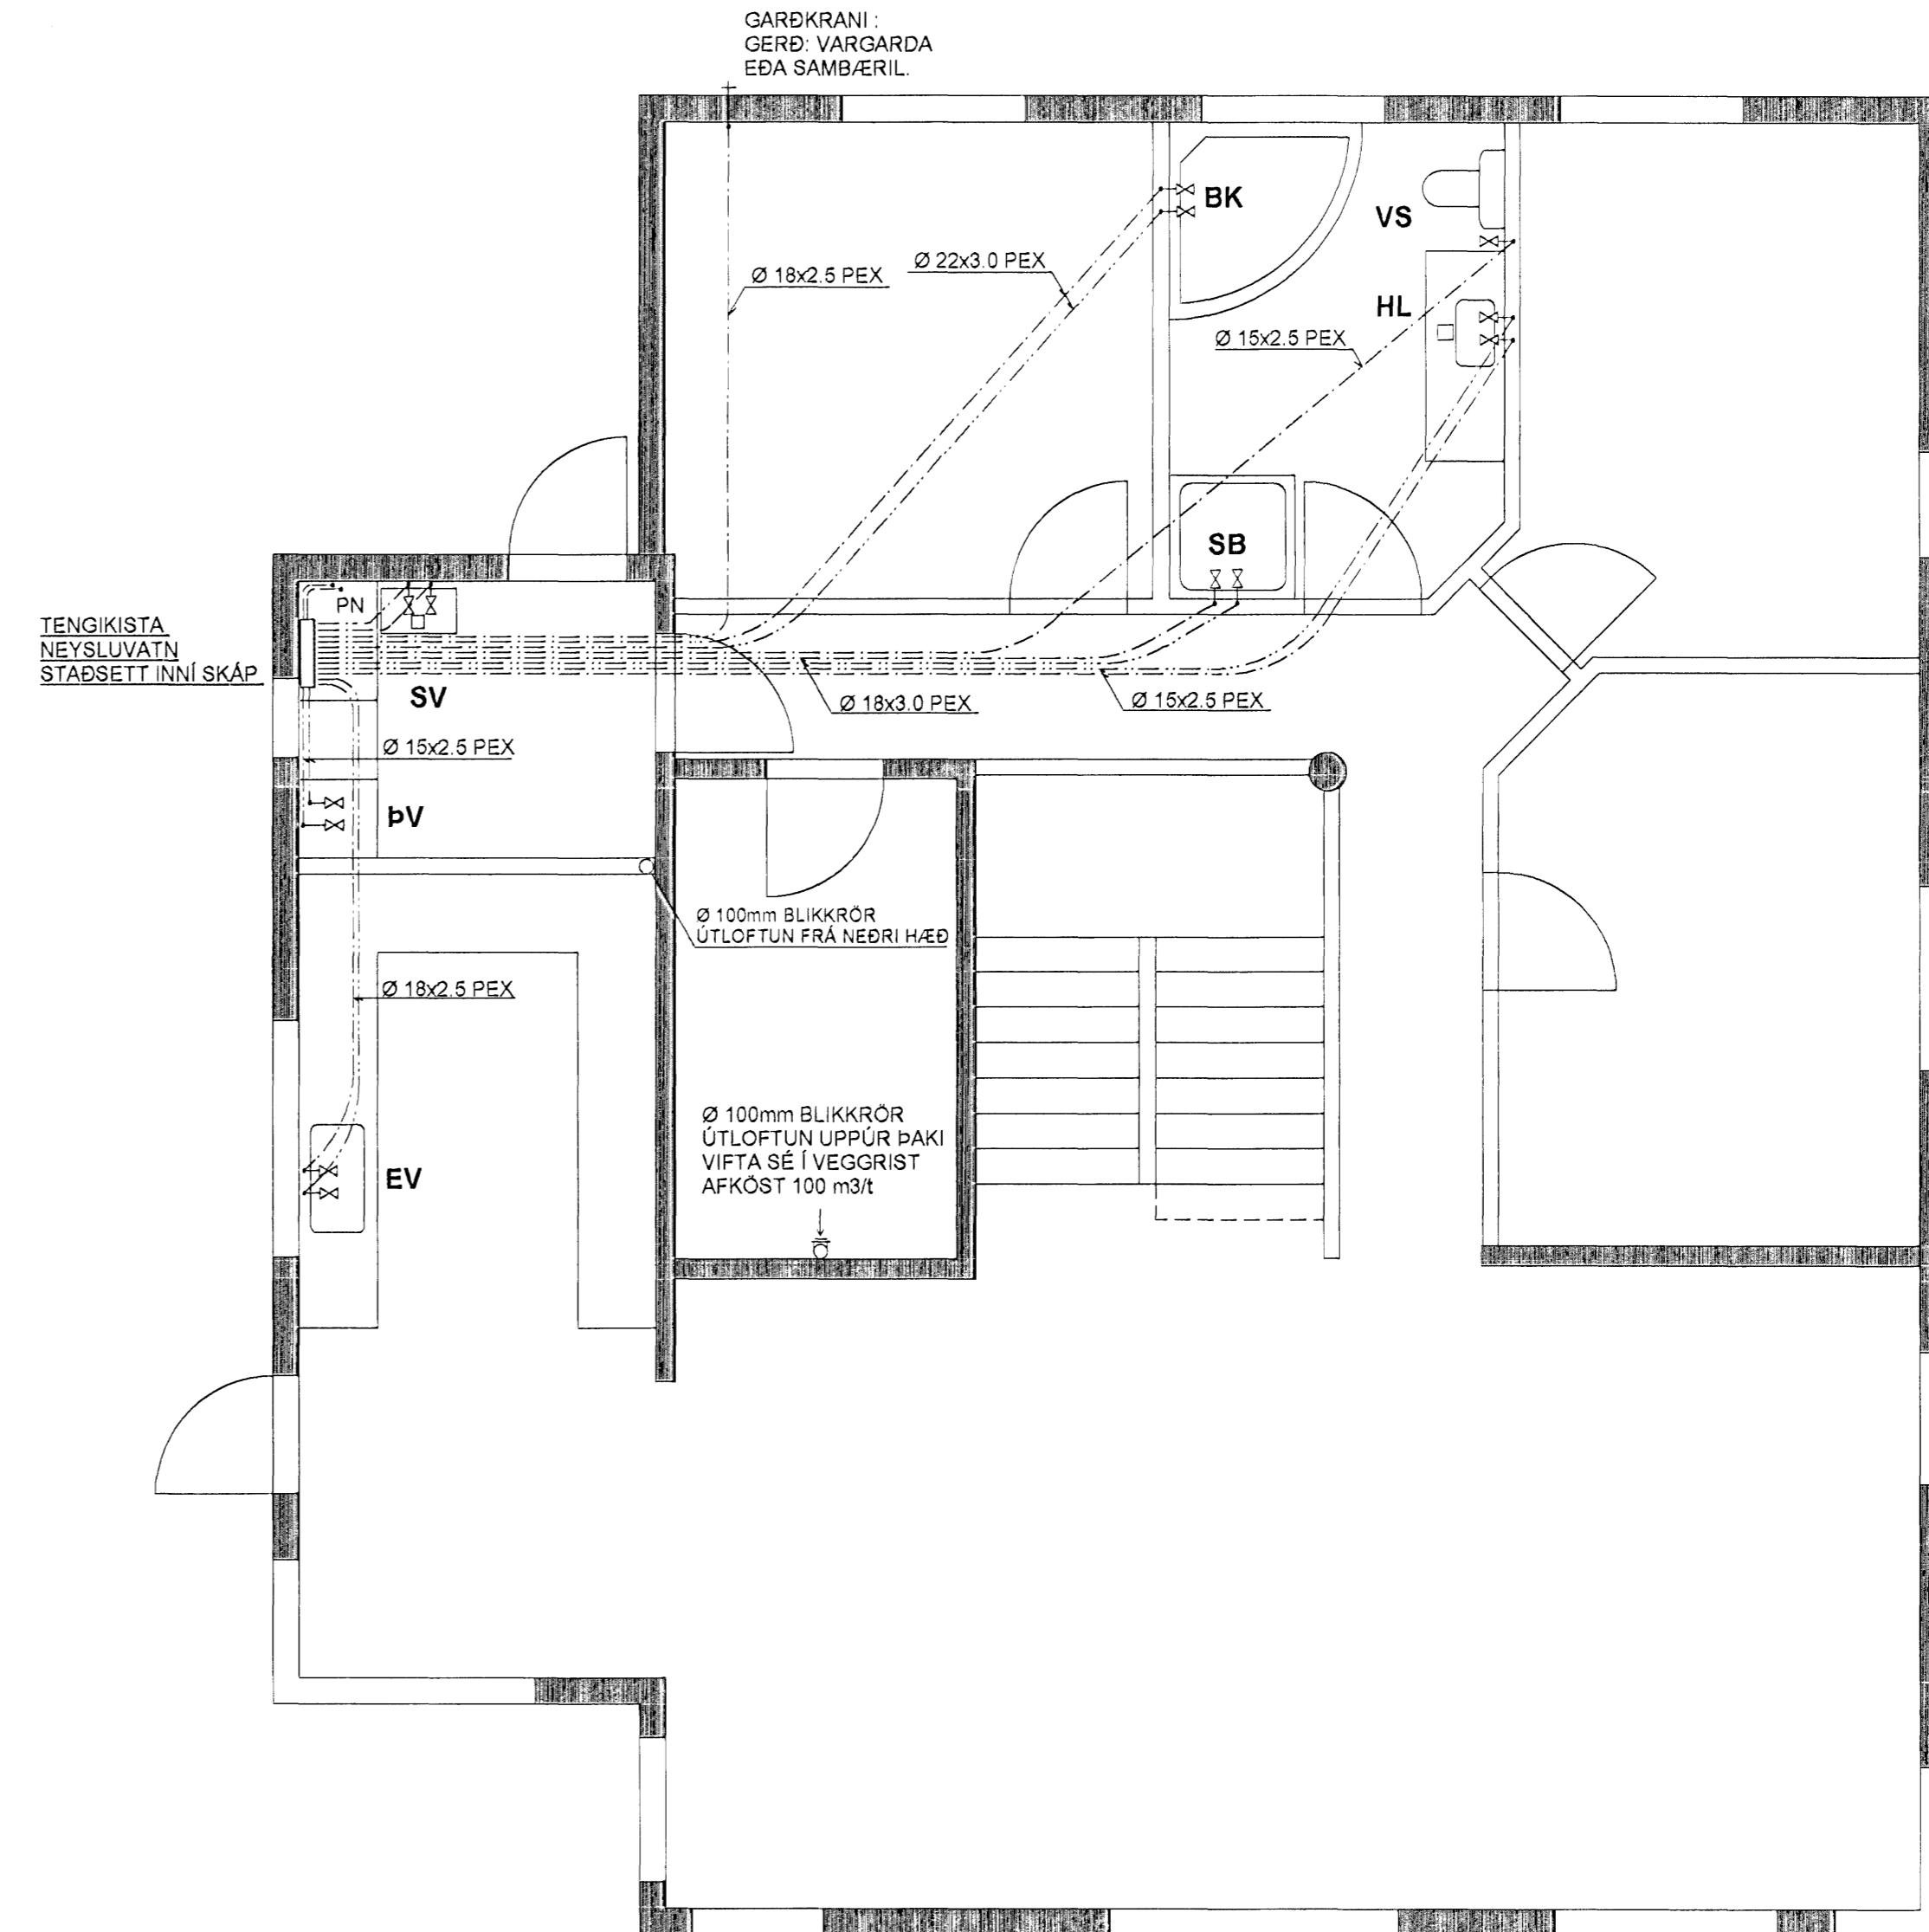 GARÐKRANI :
GERÐ: VARGARDA
EÐA SAMBÆRIL.
BK
VS
Ø 18x2.5 PEX
Ø 22x3.0 PEX
HL
Ø 15x2.5 PEX
SB
PN
TENGIKISTA
NEYSLUVATN
STAÐSETT INNÍ SKÁP
SV
Ø 18x3.0 PEX
Ø 15x2.5 PEX
Ø 15x2.5 PEX
ÞV
Ø 100mm BLIKKRÖR
ÚTLOFTUN FRÁ NEÐRI HÆÐ
Ø 18x2.5 PEX
Ø 100mm BLIKKRÖR
ÚTLOFTUN UPPÚR ÞAKI
VIFTA SÉ Í VEGGRIST
AFKÖST 100 m3/t
EV